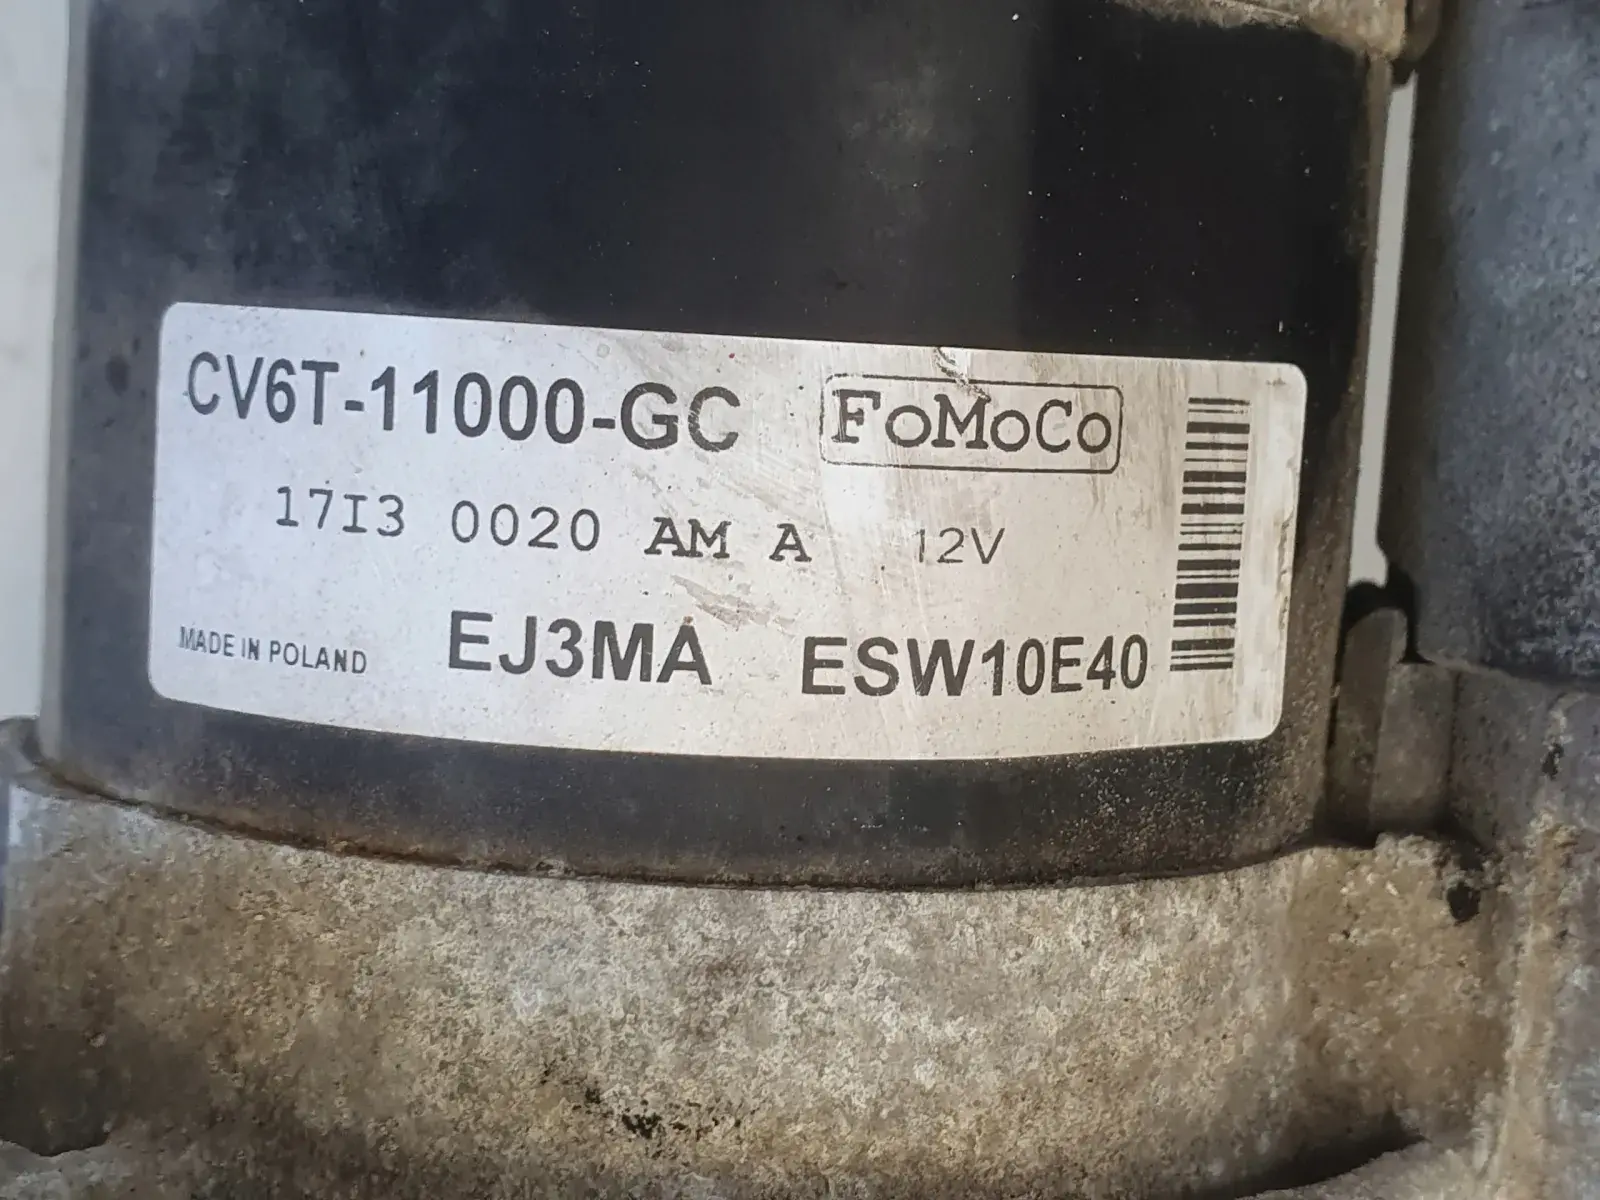 CV6T-11000-GC FoMoCo
17I3 0020 AM A 12V
MADE IN POLAND EJ3MA ESW10E40